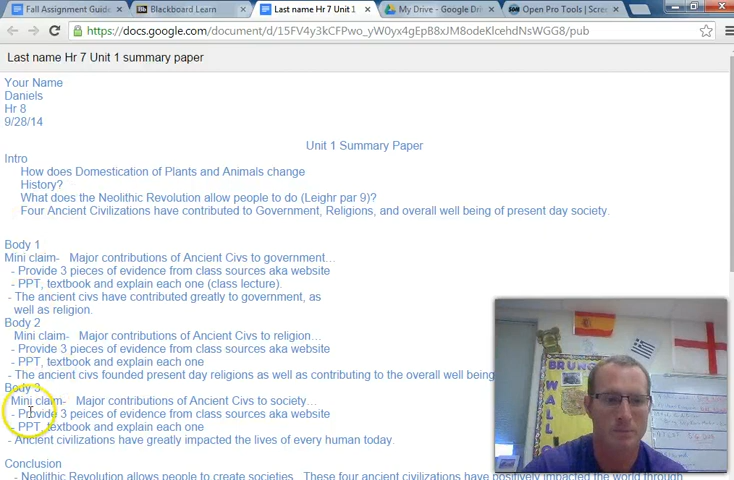 Fall Assignment Guide
Blackboard Learn
Last name Hr 7 Unit 1
My Drive - Google Dri
Open Pro Tools | Scre
https://docs.google.com/document/d/15FV4y3kCFPwo_yW0yx4gEpB8xJM8odeKlcehdNsWGG8/pub
Last name Hr 7 Unit 1 summary paper
Your Name
Daniels
Hr 8
9/28/14
Unit 1 Summary Paper
Intro
How does Domestication of Plants and Animals change
History?
What does the Neolithic Revolution allow people to do (Leighr par 9)?
Four Ancient Civilizations have contributed to Government, Religions, and overall well being of present day society.
Body 1
Mini claim- Major contributions of Ancient Civs to government...
- Provide 3 pieces of evidence from class sources aka website
- PPT, textbook and explain each one (class lecture).
- The ancient civs have contributed greatly to government, as
well as religion.
Body 2
Mini claim- Major contributions of Ancient Civs to religion...
- Provide 3 pieces of evidence from class sources aka website
- PPT, textbook and explain each one
- The ancient civs founded present day religions as well as contributing to the overall well being
Body 3
Mini claim- Major contributions of Ancient Civs to society...
- Provide 3 peices of evidence from class sources aka website
- PPT, textbook and explain each one
- Ancient civilizations have greatly impacted the lives of every human today.
Conclusion
- Neolithic Revolution allows people to create societies. These four ancient civilizations have positively impacted the world through